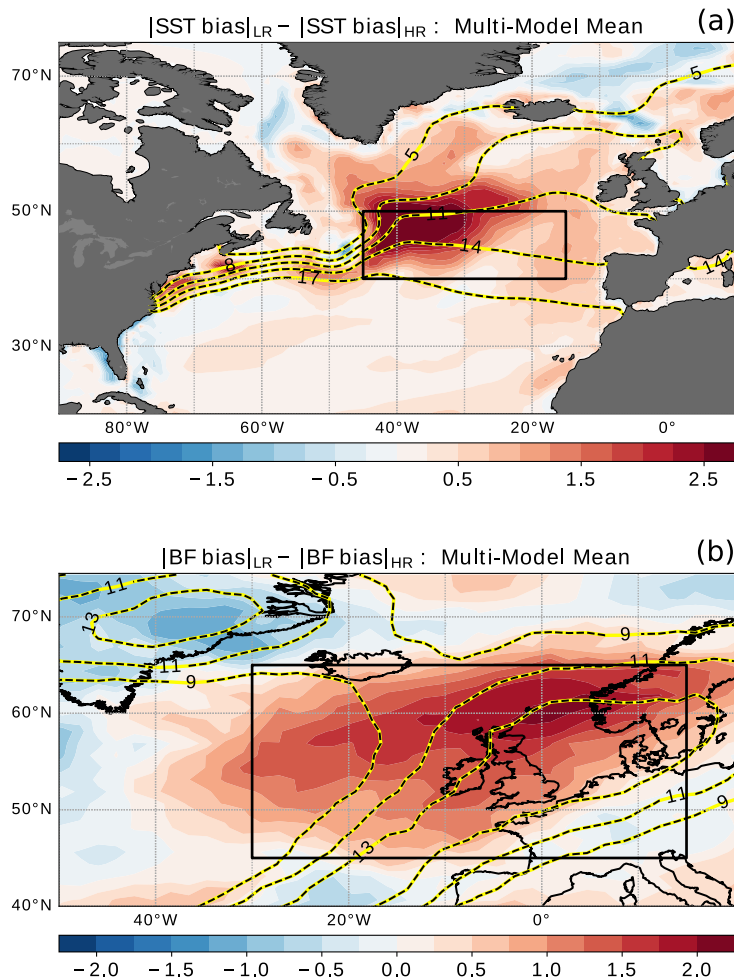 |SST bias|LR − |SST bias|HR : Multi-Model Mean (a)
75°N
5
5
50°N
11
8
14
17
14
30°N
80°W 60°W 40°W 20°W 0°
−2.5 −1.5 −0.5 0.5 1.5 2.5
|BF bias|LR − |BF bias|HR : Multi-Model Mean (b)
11
70°N
13
9
11
11
9
60°N
50°N
11
9
13
40°N
40°W 20°W 0°
−2.0 −1.5 −1.0 −0.5 0.0 0.5 1.0 1.5 2.0